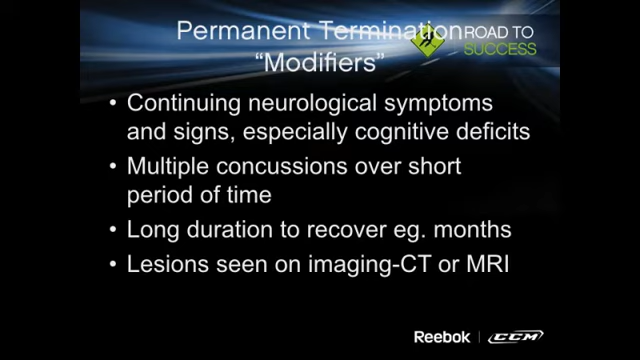 Permanent Termination
"Modifiers"
ROAD TO
SUCCESS
• Continuing neurological symptoms
and signs, especially cognitive deficits
• Multiple concussions over short
period of time
• Long duration to recover eg. months
• Lesions seen on imaging-CT or MRI
Reebok | CCM